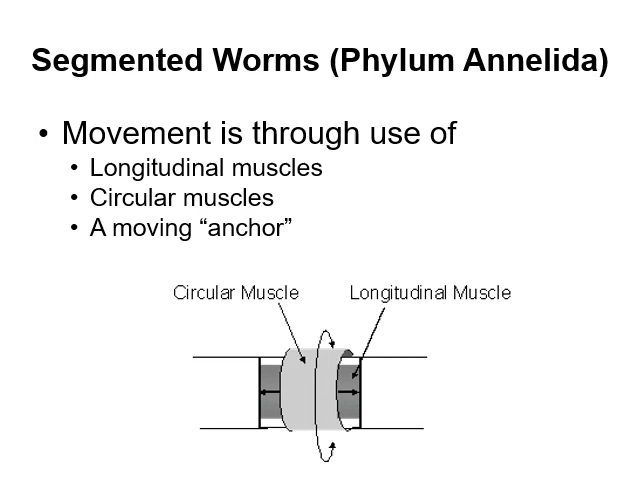 Segmented Worms (Phylum Annelida)
• Movement is through use of
• Longitudinal muscles
• Circular muscles
• A moving “anchor”
Circular Muscle
Longitudinal Muscle